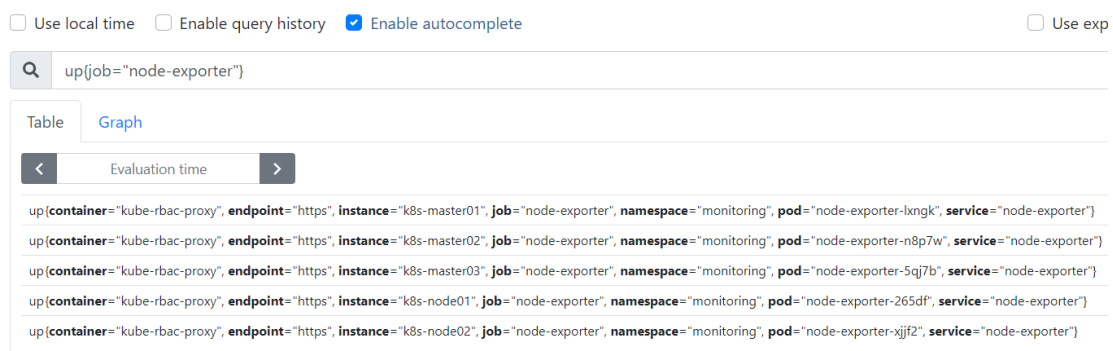 Use local time Enable query history Enable autocomplete Use exp
up{job="node-exporter"}
Table Graph
Evaluation time
up{container="kube-rbac-proxy", endpoint="https", instance="k8s-master01", job="node-exporter", namespace="monitoring", pod="node-exporter-lxngk", service="node-exporter"}
up{container="kube-rbac-proxy", endpoint="https", instance="k8s-master02", job="node-exporter", namespace="monitoring", pod="node-exporter-n8p7w", service="node-exporter"}
up{container="kube-rbac-proxy", endpoint="https", instance="k8s-master03", job="node-exporter", namespace="monitoring", pod="node-exporter-5qj7b", service="node-exporter"}
up{container="kube-rbac-proxy", endpoint="https", instance="k8s-node01", job="node-exporter", namespace="monitoring", pod="node-exporter-265df", service="node-exporter"}
up{container="kube-rbac-proxy", endpoint="https", instance="k8s-node02", job="node-exporter", namespace="monitoring", pod="node-exporter-xjjf2", service="node-exporter"}